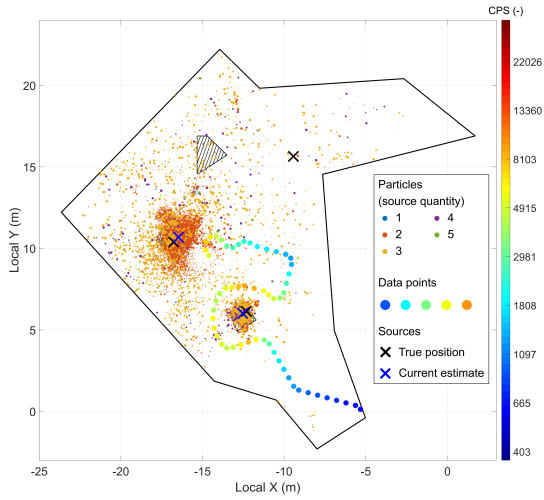 CPS (-)
22026
13360
8103
4915
2981
1808
1097
665
403
Local Y (m)
20
15
10
5
0
-25
-20
-15
-10
-5
0
Local X (m)
Particles
(source quantity)
1
4
2
5
3
Data points
Sources
True position
Current estimate